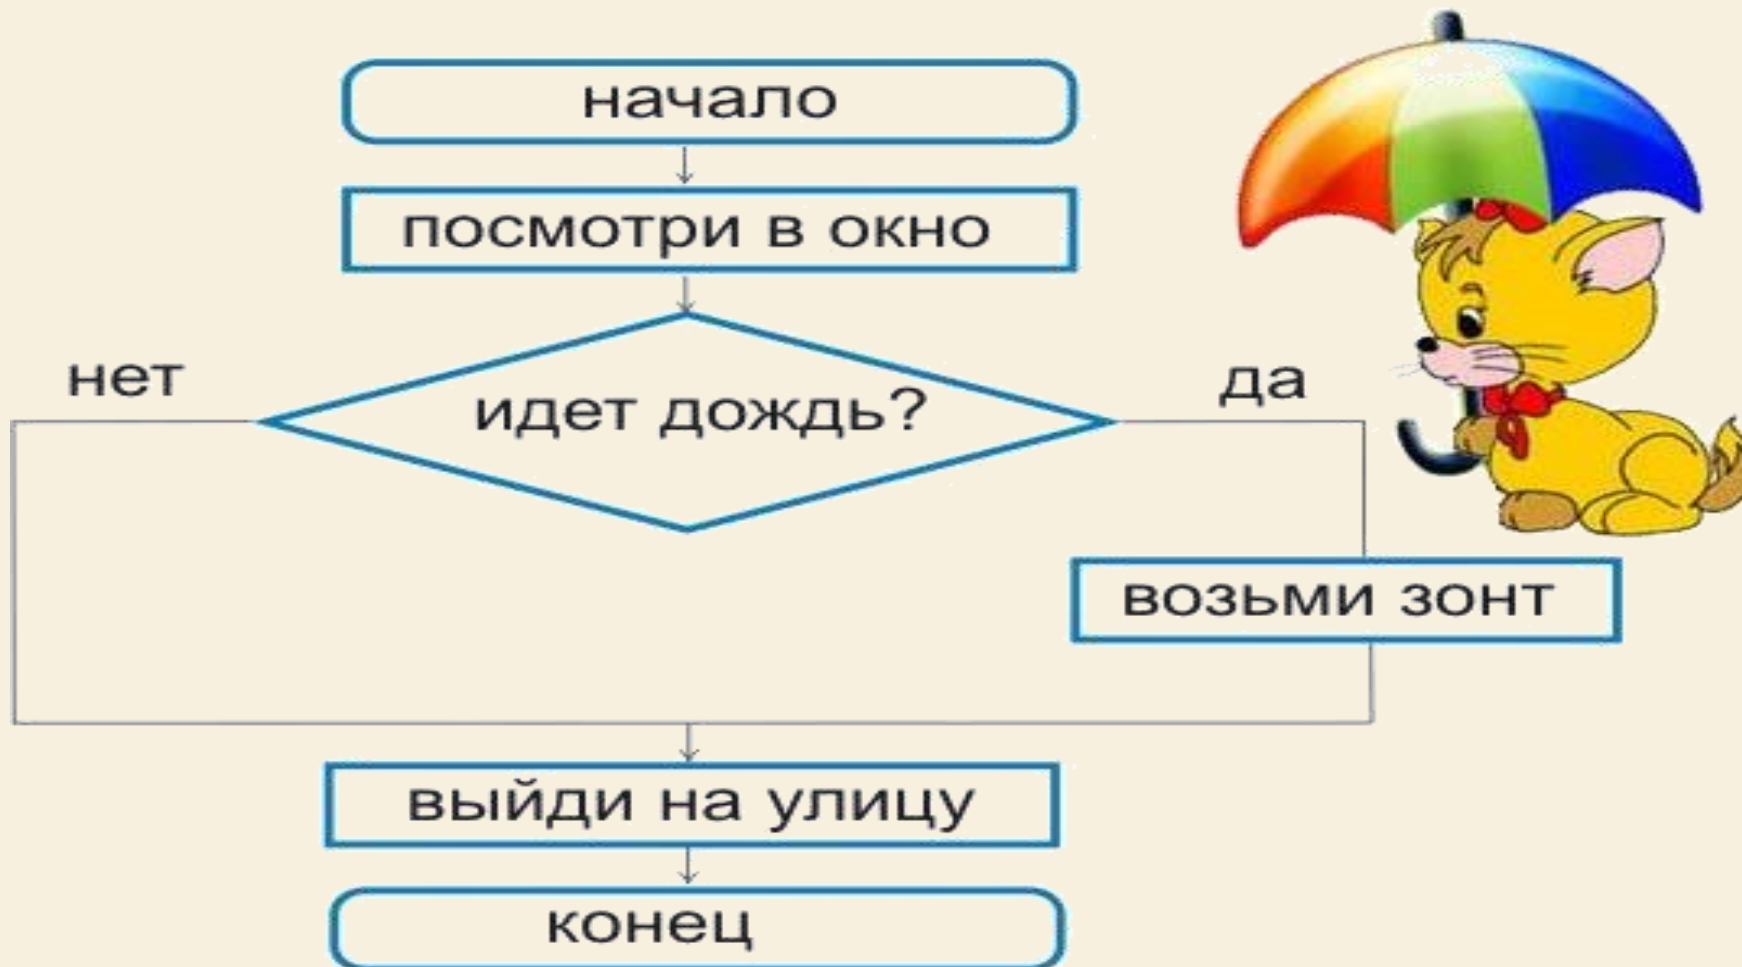 начало
посмотри в окно
нет
идет дождь?
да
возьми зонт
выйди на улицу
конец